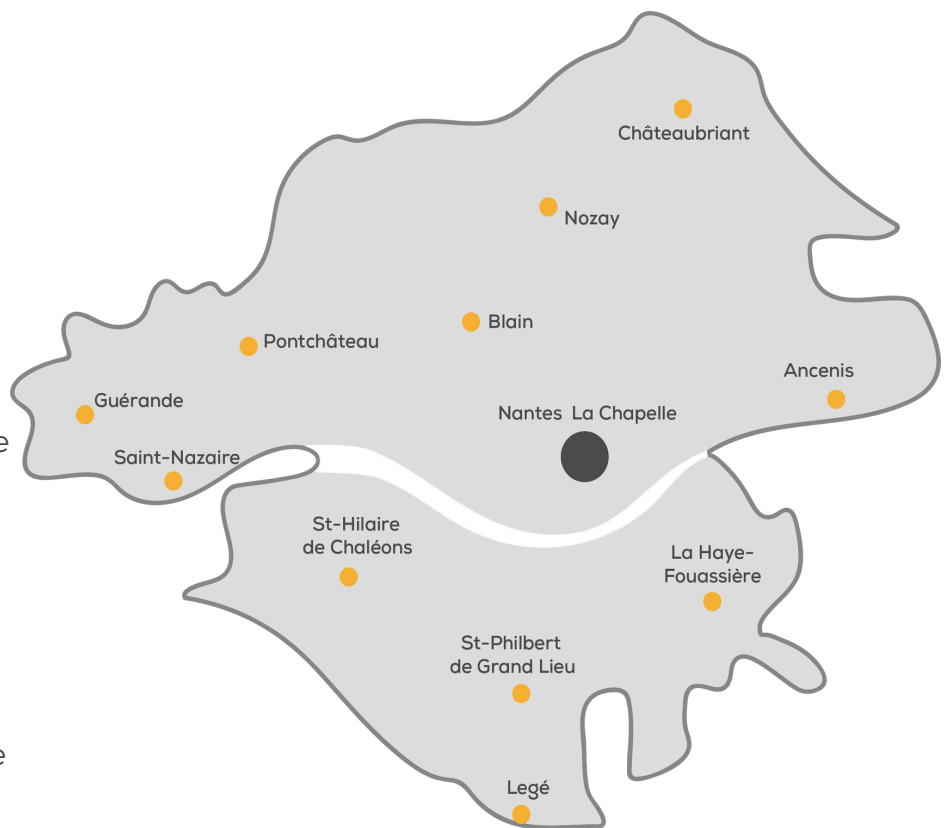 Châteaubriant
Nozay
Blain
Pontchâteau
Ancenis
Guérande
Nantes La Chapelle
e
Saint-Nazaire
St-Hilaire
de Chaléons
La Haye-
Fouassière
St-Philbert
de Grand Lieu
e
Legé